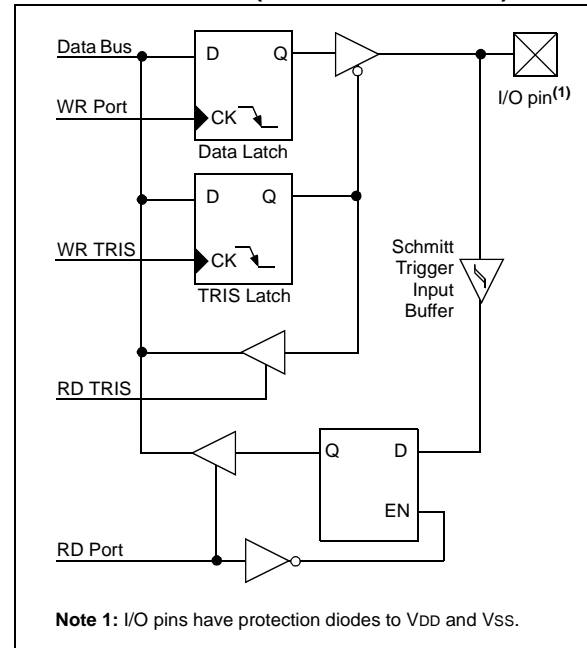 Data Bus
D
Q
I/O pin(1)
WR Port
CK
Data Latch
D
Q
WR TRIS
CK
TRIS Latch
Schmitt
Trigger
Input
Buffer
RD TRIS
Q
D
EN
RD Port
Note 1: I/O pins have protection diodes to VDD and VSS.